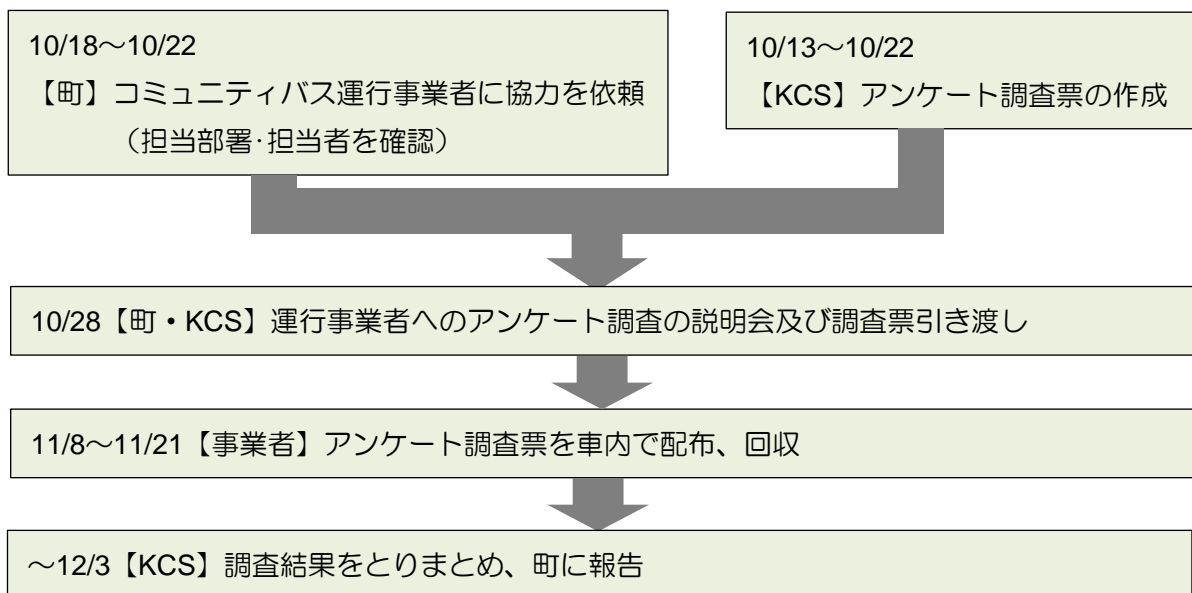 10/18～10/22
【町】コミュニティバス運行事業者に協力を依頼
（担当部署･担当者を確認）
10/13～10/22
【KCS】アンケート調査票の作成
10/28【町・KCS】運行事業者へのアンケート調査の説明会及び調査票引き渡し
11/8～11/21【事業者】アンケート調査票を車内で配布、回収
～12/3【KCS】調査結果をとりまとめ、町に報告